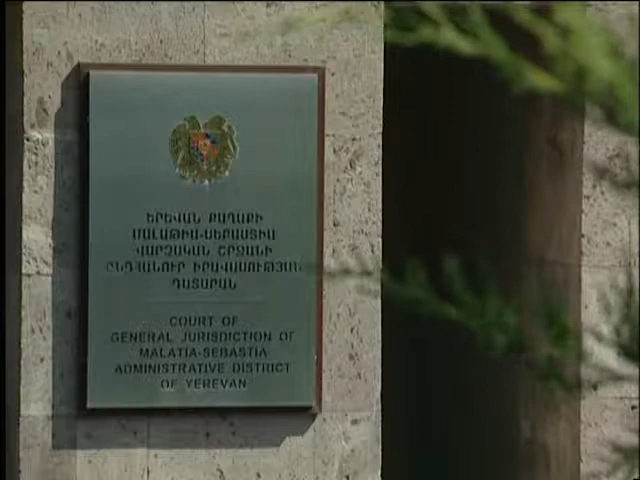 ԵՐԵՎԱՆ ՔԱՂԱՔԻ
ՄԱԼԱԹԻԱ-ՍԵԲԱՍՏԻԱ
ՎԱՐՉԱԿԱՆ ՇՐՋԱՆԻ
ԸՆԴՀԱՆՈՒՐ ԻՐԱՎԱՍՈՒԹՅԱՆ
ԴԱՏԱՐԱՆ
COURT OF
GENERAL JURISDICTION OF
MALATIA-SEBASTIA
ADMINISTRATIVE DISTRICT
OF YEREVAN